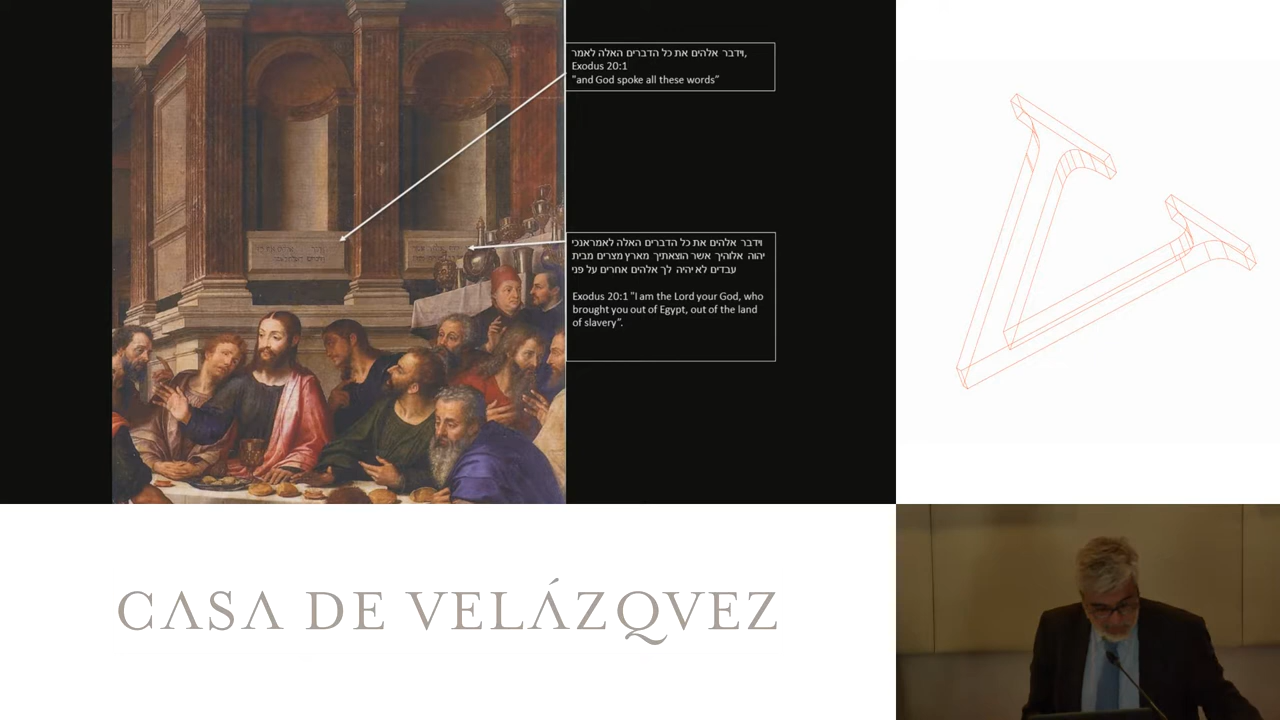 וידבר אלהים את כל הדברים האלה לאמר,
Exodus 20:1
"and God spoke all these words"
וידבר אלהים את כל הדברים האלה לאמראנכי
יהוה אלוהיך אשר הוצאתיך מארץ מצרים מבית
עבדים לא יהיה לך אלהים אחרים על פני
Exodus 20:1 "I am the Lord your God, who
brought you out of Egypt, out of the land
of slavery".
CASA DE VELÁZQVEZ